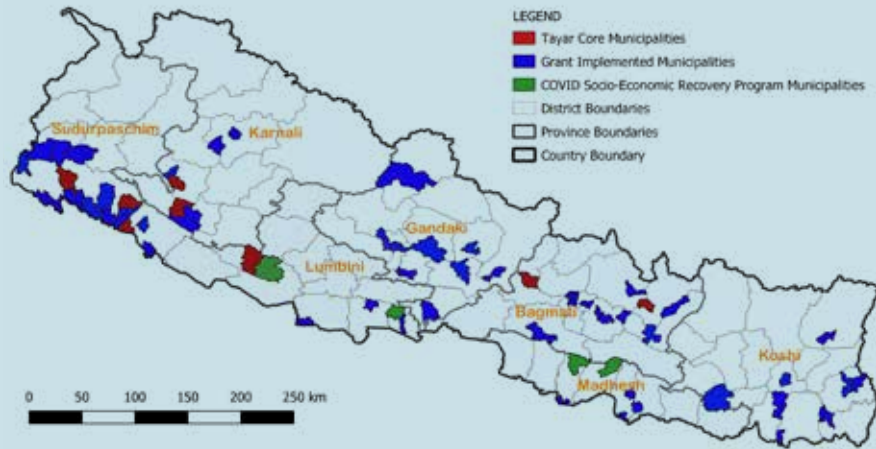 LEGEND
Tayar Core Municipalities
Grant Implemented Municipalities
COVID Socio-Economic Recovery Program Municipalities
District Boundaries
Province Boundaries
Country Boundary
Sudurpaschim
Karnali
Gandaki
Lumbini
Bagmati
Koshi
Madhesh
0 50 100 150 200 250 km